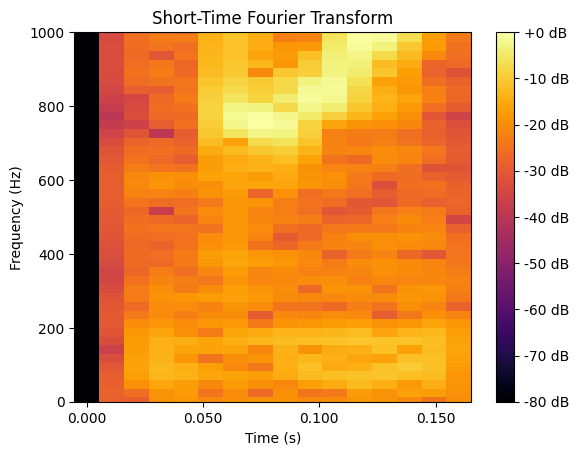 Short-Time Fourier Transform
1000
800
600
400
200
0
Frequency (Hz)
0.000
0.050
0.100
0.150
Time (s)
+0 dB
-10 dB
-20 dB
-30 dB
-40 dB
-50 dB
-60 dB
-70 dB
-80 dB